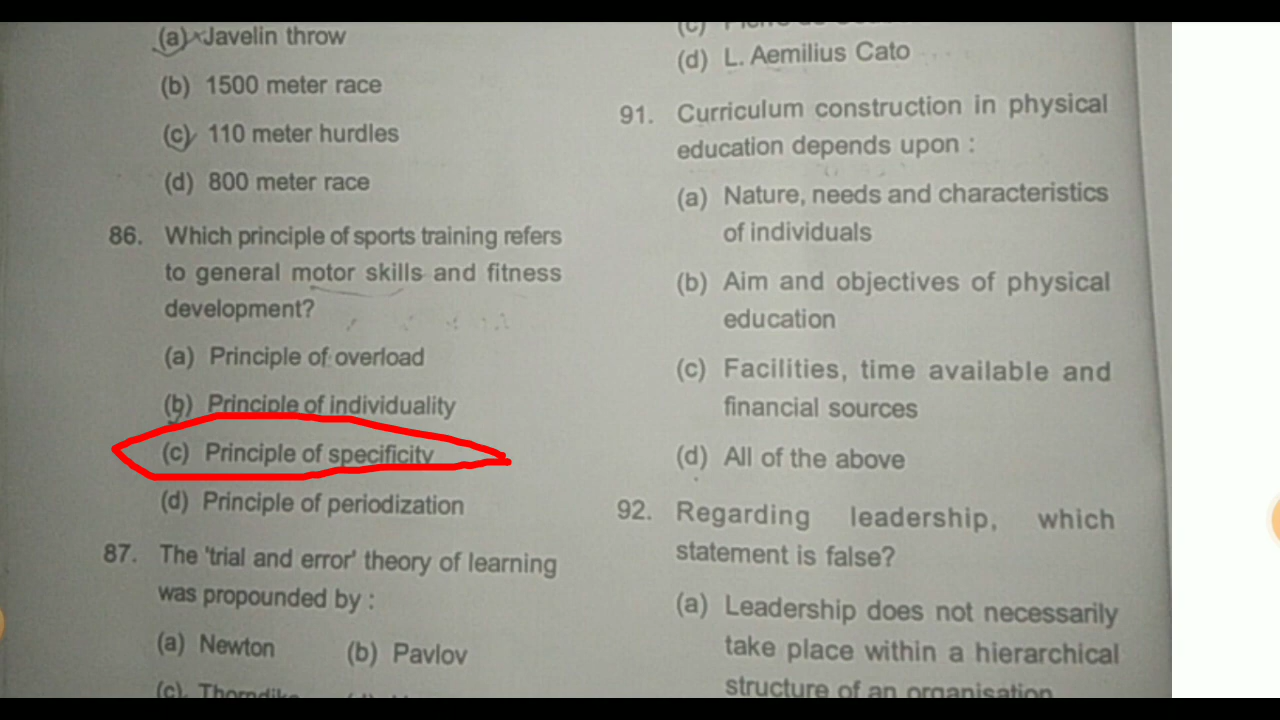 (a) Javelin throw
(b) 1500 meter race
(c) 110 meter hurdles
(d) 800 meter race
86. Which principle of sports training refers
to general motor skills and fitness
development?
(a) Principle of overload
(b) Principle of individuality
(c) Principle of specificity
(d) Principle of periodization
87. The 'trial and error' theory of learning
was propounded by :
(a) Newton (b) Pavlov
(c) Thorndike
(c)
(d) L. Aemilius Cato
91. Curriculum construction in physical
education depends upon :
(a) Nature, needs and characteristics
of individuals
(b) Aim and objectives of physical
education
(c) Facilities, time available and
financial sources
(d) All of the above
92. Regarding leadership, which
statement is false?
(a) Leadership does not necessarily
take place within a hierarchical
structure of an organisation